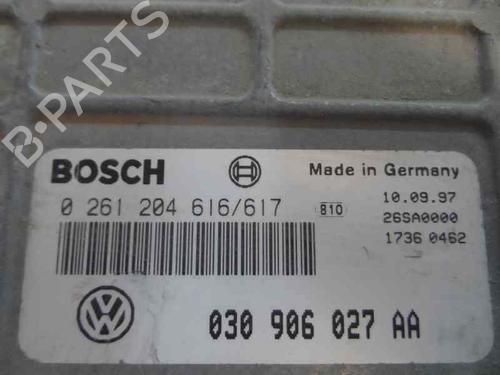 B-PARTS
BOSCH Made in Germany
0 261 204 616/617 810 10.09.97
26SA0000
1736 0462
030 906 027 AA